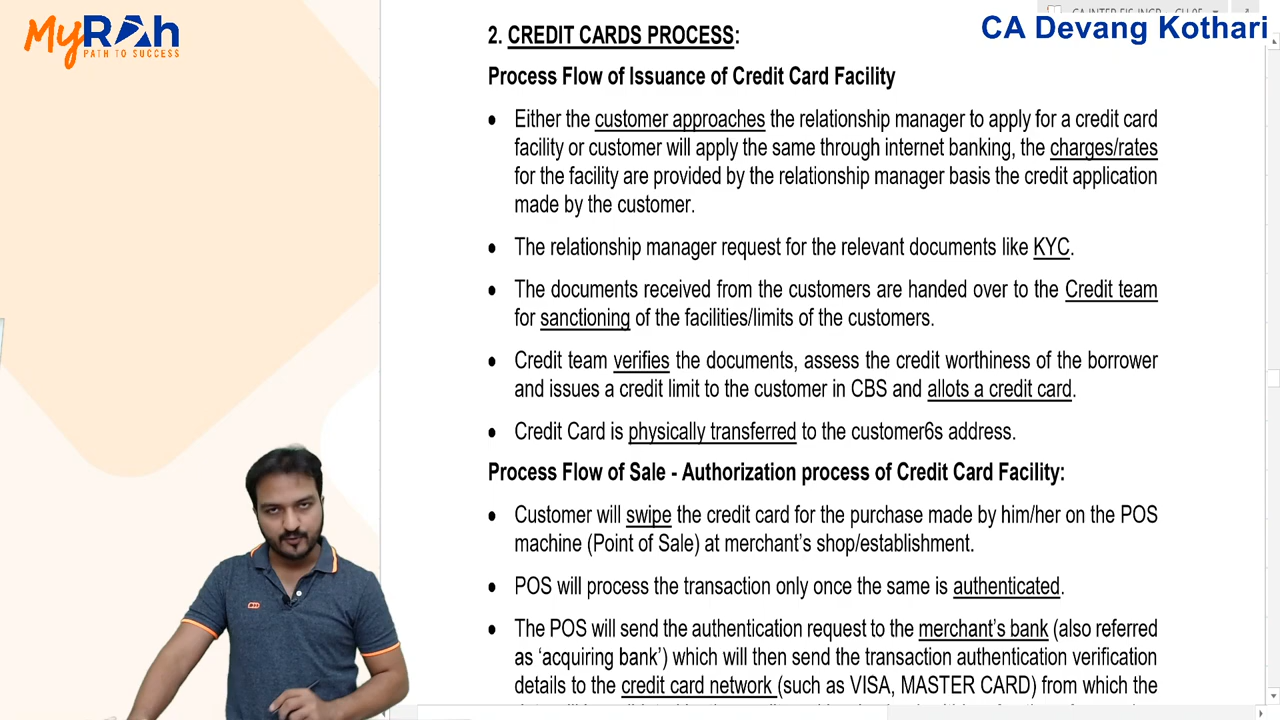 MyRAh
PATH TO SUCCESS
CA Devang Kothari
2. CREDIT CARDS PROCESS:
Process Flow of Issuance of Credit Card Facility
• Either the customer approaches the relationship manager to apply for a credit card
facility or customer will apply the same through internet banking, the charges/rates
for the facility are provided by the relationship manager basis the credit application
made by the customer.
• The relationship manager request for the relevant documents like KYC.
• The documents received from the customers are handed over to the Credit team
for sanctioning of the facilities/limits of the customers.
• Credit team verifies the documents, assess the credit worthiness of the borrower
and issues a credit limit to the customer in CBS and allots a credit card.
• Credit Card is physically transferred to the customer6s address.
Process Flow of Sale - Authorization process of Credit Card Facility:
• Customer will swipe the credit card for the purchase made by him/her on the POS
machine (Point of Sale) at merchant's shop/establishment.
• POS will process the transaction only once the same is authenticated.
• The POS will send the authentication request to the merchant's bank (also referred
as 'acquiring bank') which will then send the transaction authentication verification
details to the credit card network (such as VISA, MASTER CARD) from which the